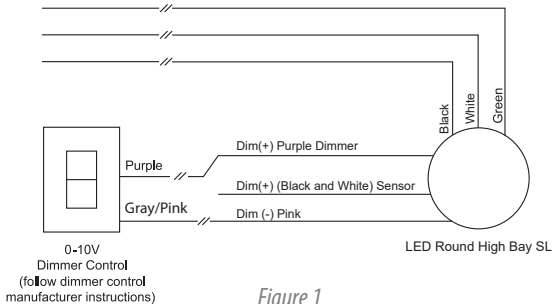 Black
White
Green
Dim(+) Purple Dimmer
Purple
Dim(+) (Black and White) Sensor
Gray/Pink
Dim (-) Pink
LED Round High Bay SL
0-10V
Dimmer Control
(follow dimmer control
manufacturer instructions)
Figure 1